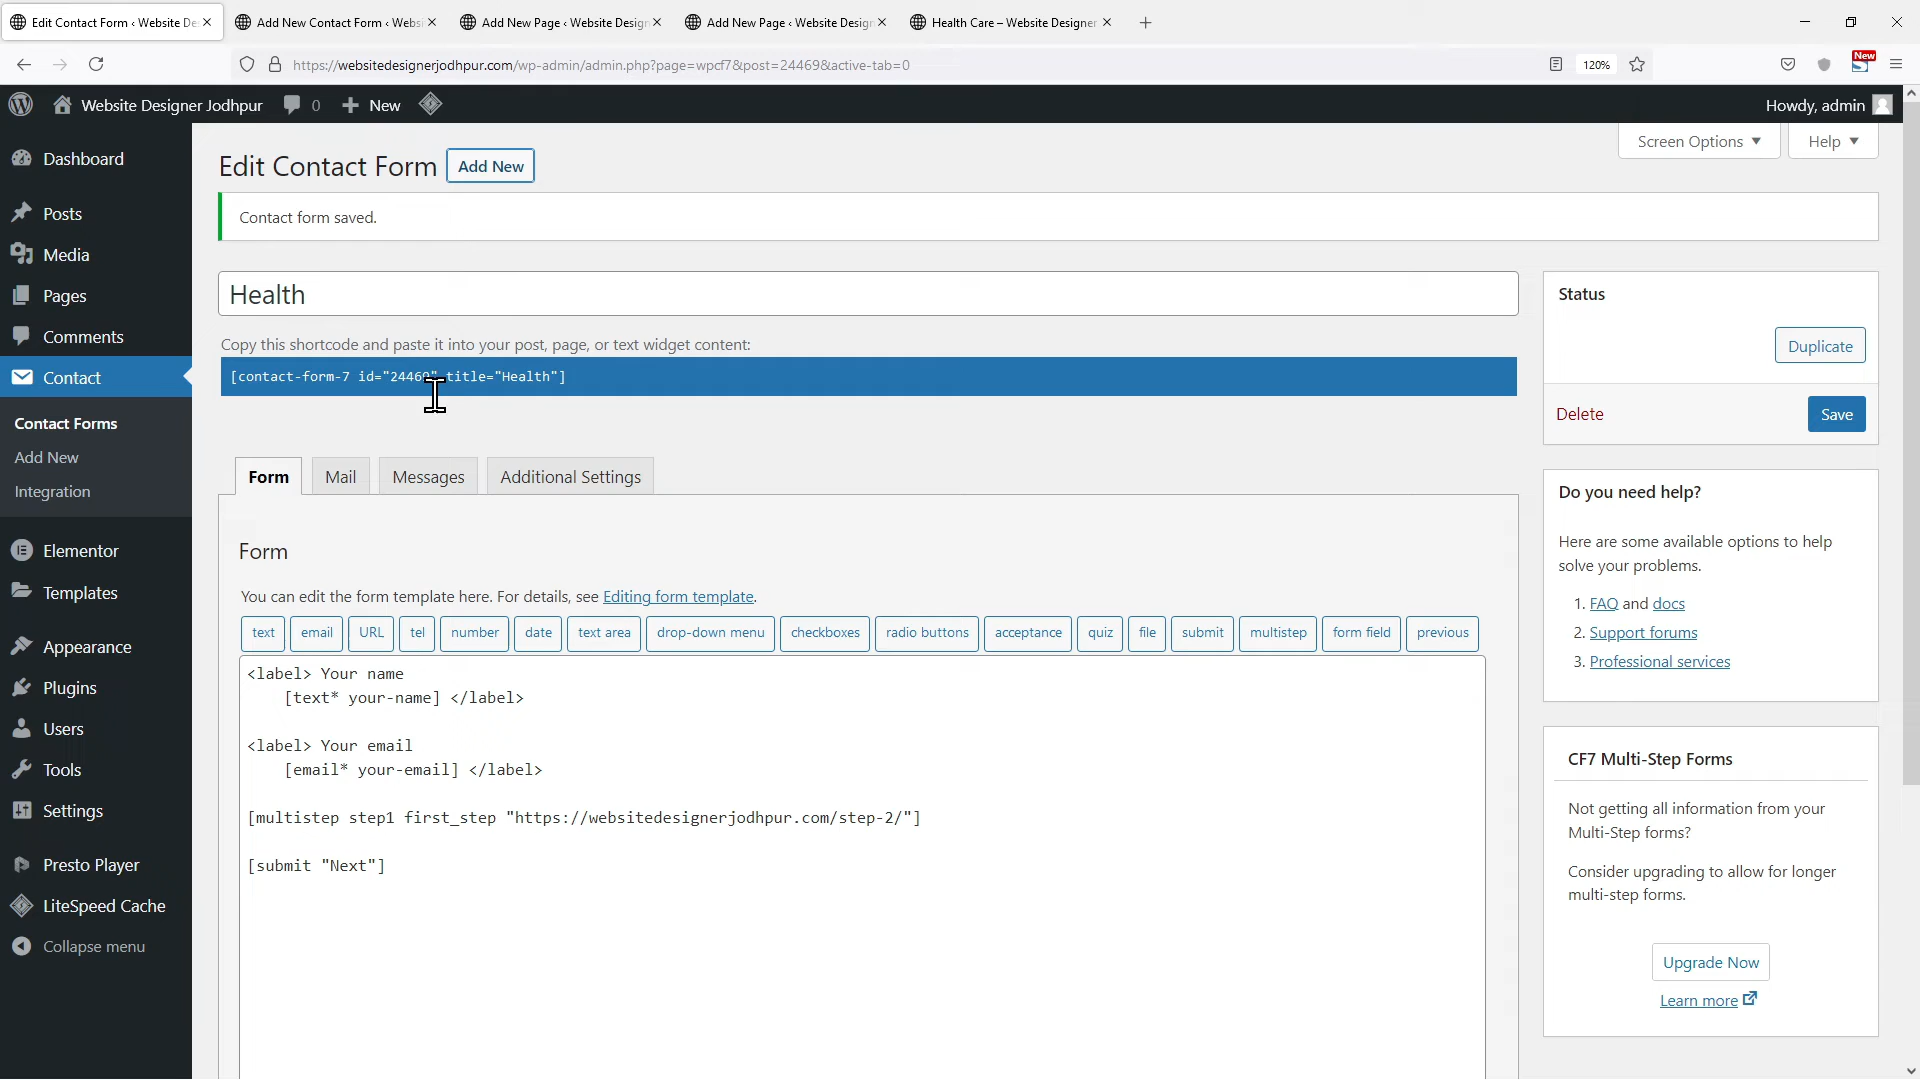 Edit Contact Form ‹ Website De
Add New Contact Form ‹ Websi
Add New Page ‹ Website Design
Add New Page ‹ Website Design
Health Care – Website Designer
https://websitedesignerjodhpur.com/wp-admin/admin.php?page=wpcf7&post=24469&active-tab=0
120%
New
Website Designer Jodhpur
0
New
Howdy, admin
Screen Options
Help
Dashboard
Posts
Media
Pages
Comments
Contact
Contact Forms
Add New
Integration
Elementor
Templates
Appearance
Plugins
Users
Tools
Settings
Presto Player
LiteSpeed Cache
Collapse menu
Edit Contact Form
Add New
Contact form saved.
Health
Copy this shortcode and paste it into your post, page, or text widget content:
[contact-form-7 id="24469" title="Health"]
Form
Mail
Messages
Additional Settings
Form
You can edit the form template here. For details, see Editing form template.
text
email
URL
tel
number
date
text area
drop-down menu
checkboxes
radio buttons
acceptance
quiz
file
submit
multistep
form field
previous
<label> Your name
[text* your-name] </label>
<label> Your email
[email* your-email] </label>
[multistep step1 first_step "https://websitedesignerjodhpur.com/step-2/"]
[submit "Next"]
Status
Duplicate
Delete
Save
Do you need help?
Here are some available options to help
solve your problems.
1. FAQ and docs
2. Support forums
3. Professional services
CF7 Multi-Step Forms
Not getting all information from your
Multi-Step forms?
Consider upgrading to allow for longer
multi-step forms.
Upgrade Now
Learn more